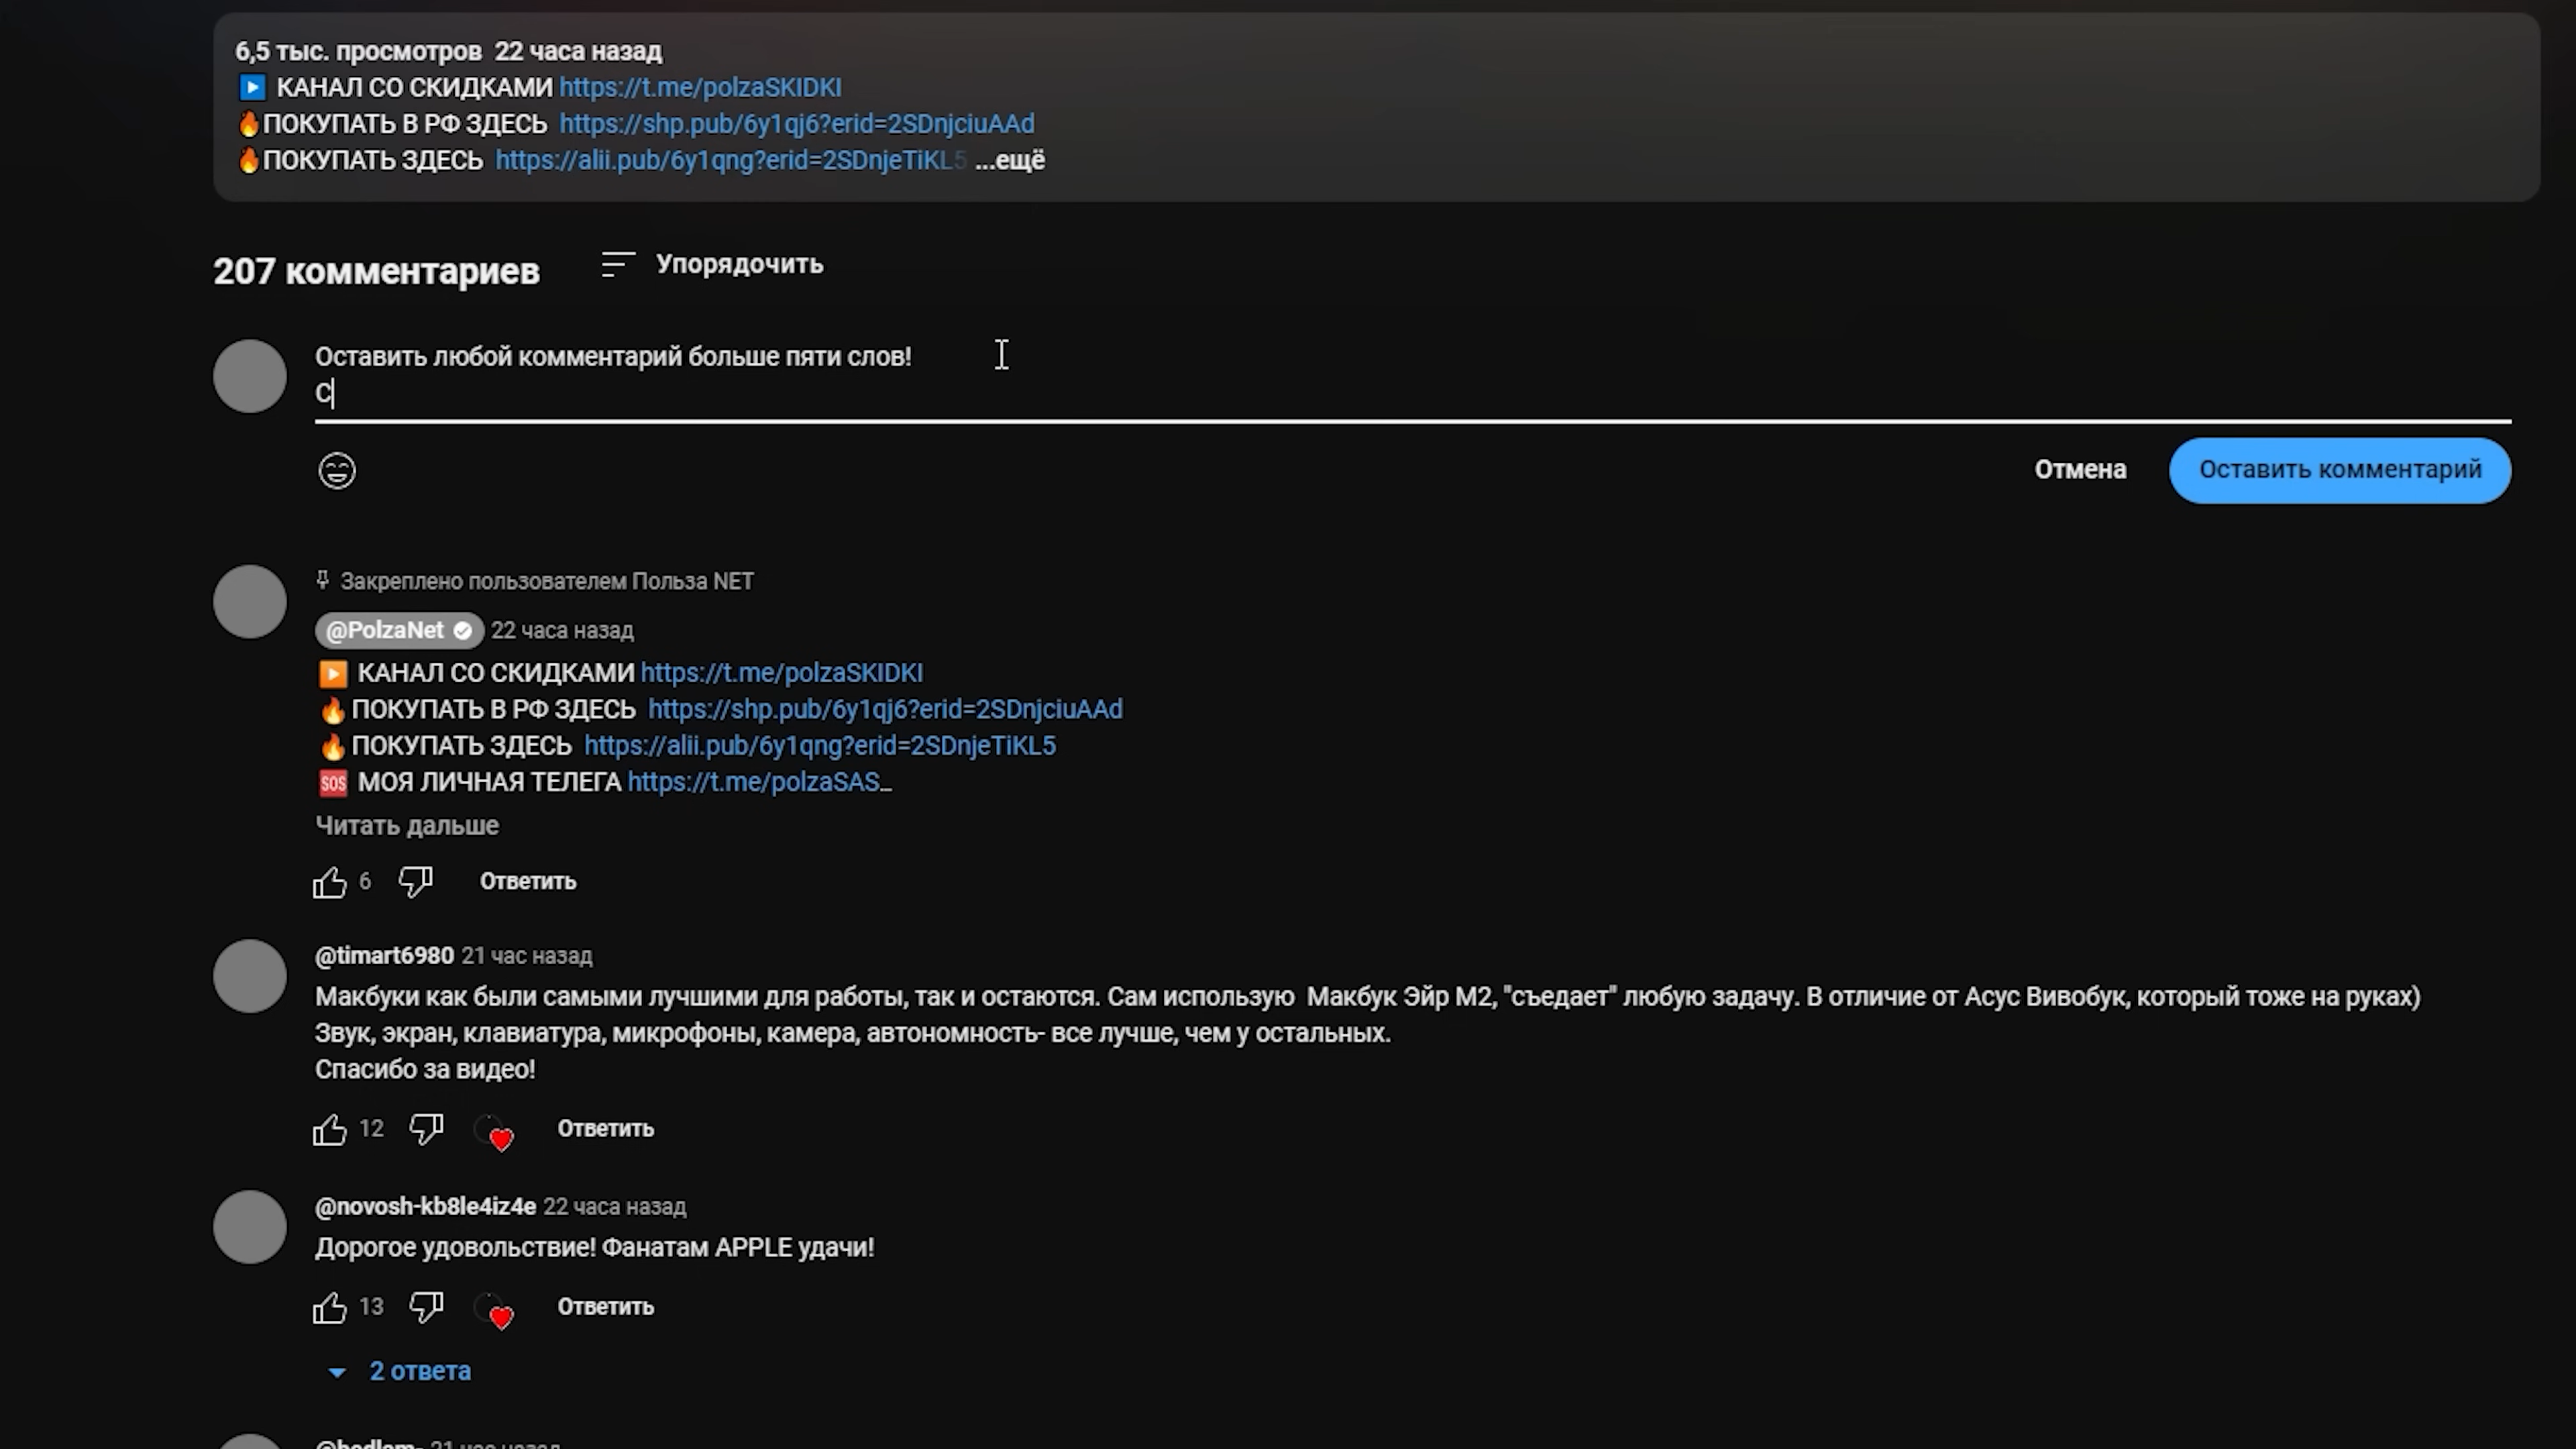 6,5 тыс. просмотров 22 часа назад
КАНАЛ СО СКИДКАМИ https://t.me/polzaSKIDKI
ПОКУПАТЬ В РФ ЗДЕСЬ https://shp.pub/6y1qj6?erid=2SDnjciuAAd
ПОКУПАТЬ ЗДЕСЬ https://alii.pub/6y1qng?erid=2SDnjeTiKL5 ...ещё
207 комментариев Упорядочить
Оставить любой комментарий больше пяти слов!
С
Отмена Оставить комментарий
Закреплено пользователем Польза NET
@PolzaNet 22 часа назад
КАНАЛ СО СКИДКАМИ https://t.me/polzaSKIDKI
ПОКУПАТЬ В РФ ЗДЕСЬ https://shp.pub/6y1qj6?erid=2SDnjciuAAd
ПОКУПАТЬ ЗДЕСЬ https://alii.pub/6y1qng?erid=2SDnjeTiKL5
SOS МОЯ ЛИЧНАЯ ТЕЛЕГА https://t.me/polzaSAS_
Читать дальше
6 Ответить
@timart6980 21 час назад
Макбуки как были самыми лучшими для работы, так и остаются. Сам использую Макбук Эйр М2, "съедает" любую задачу. В отличие от Асус Вивобук, который тоже на руках)
Звук, экран, клавиатура, микрофоны, камера, автономность- все лучше, чем у остальных.
Спасибо за видео!
12 Ответить
@novosh-kb8le4iz4e 22 часа назад
Дорогое удовольствие! Фанатам APPLE удачи!
13 Ответить
2 ответа
21 час назад